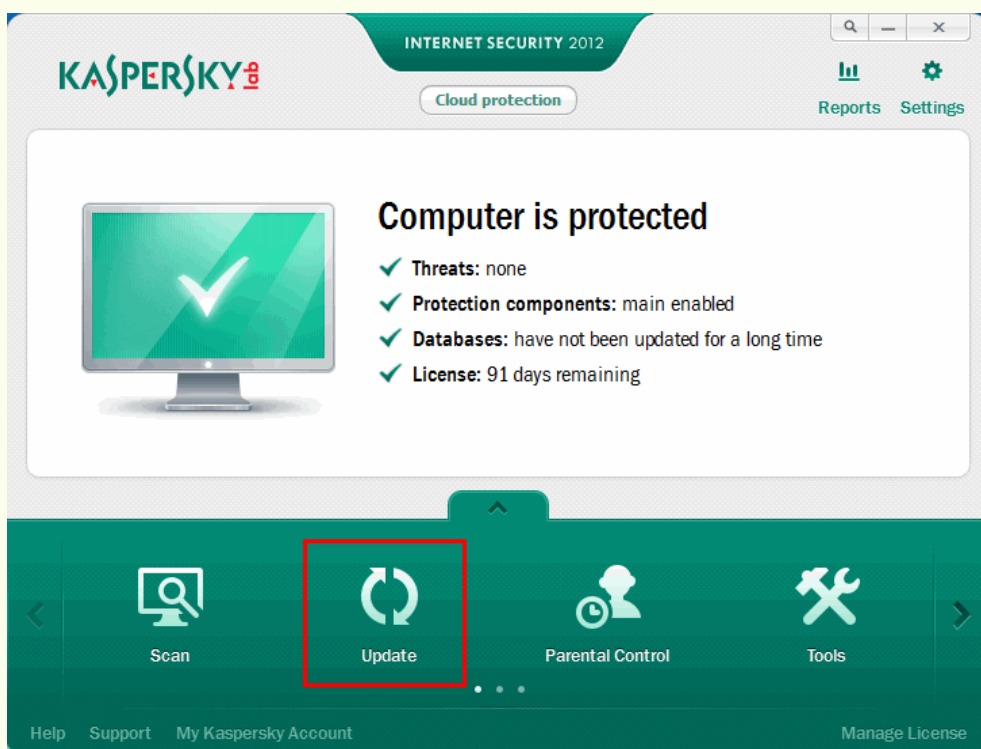 INTERNET SECURITY 2012
KASPERSKY lab
Cloud protection
Reports Settings
Computer is protected
Threats: none
Protection components: main enabled
Databases: have not been updated for a long time
License: 91 days remaining
Scan Update Parental Control Tools
Help Support My Kaspersky Account Manage License